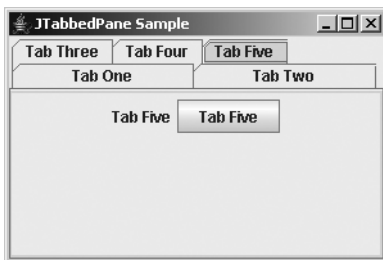 JTabbedPane Sample
Tab Three Tab Four Tab Five
Tab One Tab Two
Tab Five Tab Five